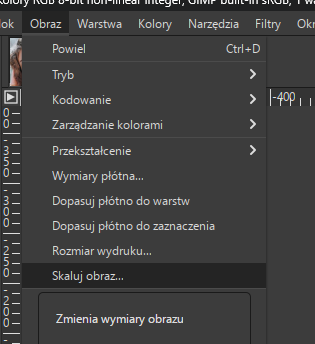 Kolory RGB 8-bit non-linear integer, GIMP built-in sRGB, 1 wa
ok Obraz Warstwa Kolory Narzędzia Filtry Okn
Powiel Ctrl+D
Tryb
Kodowanie
Zarządzanie kolorami
-400
Przekształcenie
Wymiary płótna...
Dopasuj płótno do warstw
Dopasuj płótno do zaznaczenia
Rozmiar wydruku...
Skaluj obraz...
Zmienia wymiary obrazu